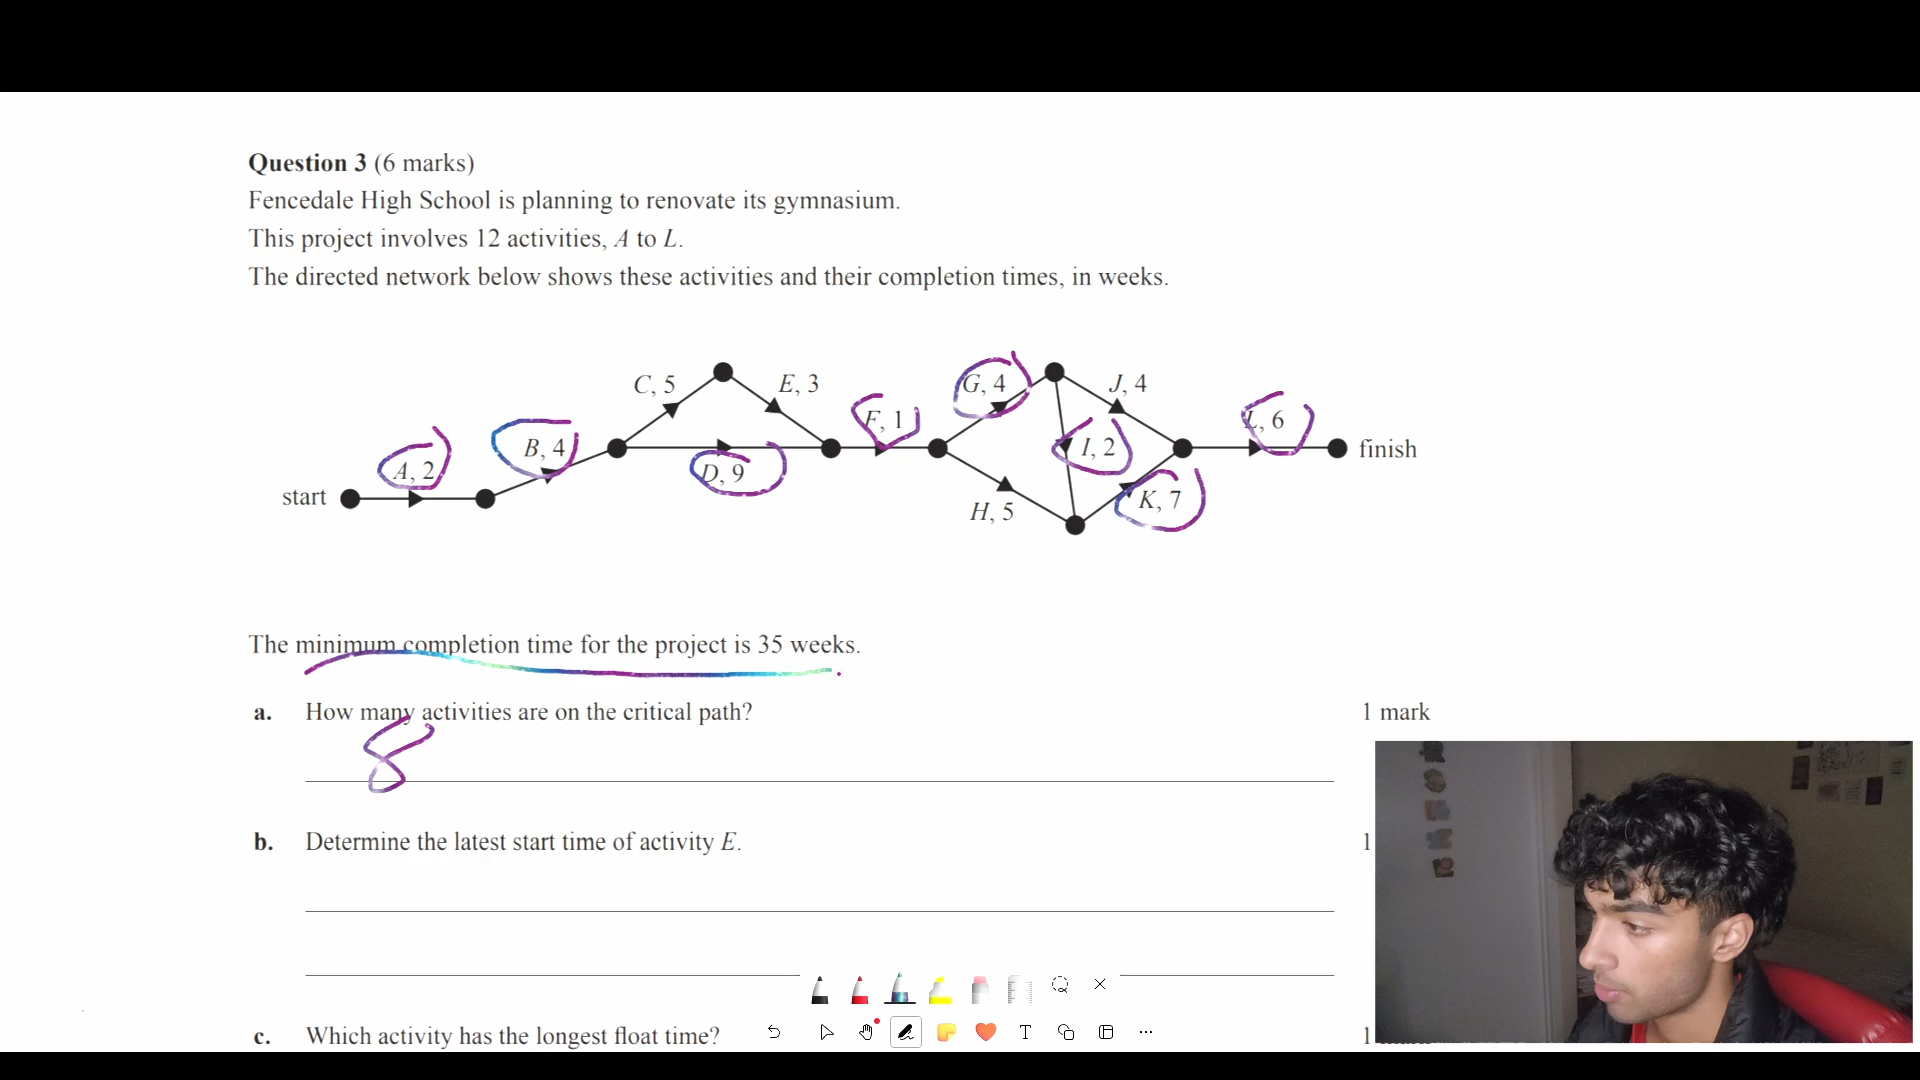 Question 3 (6 marks)
Fencedale High School is planning to renovate its gymnasium.
This project involves 12 activities, A to L.
The directed network below shows these activities and their completion times, in weeks.
C, 5
E, 3
G, 4
J, 4
F, 1
L, 6
B, 4
I, 2
finish
A, 2
D, 9
start
K, 7
H, 5
The minimum completion time for the project is 35 weeks.
a. How many activities are on the critical path? 1 mark
8
b. Determine the latest start time of activity E. 1
c. Which activity has the longest float time? 1
T